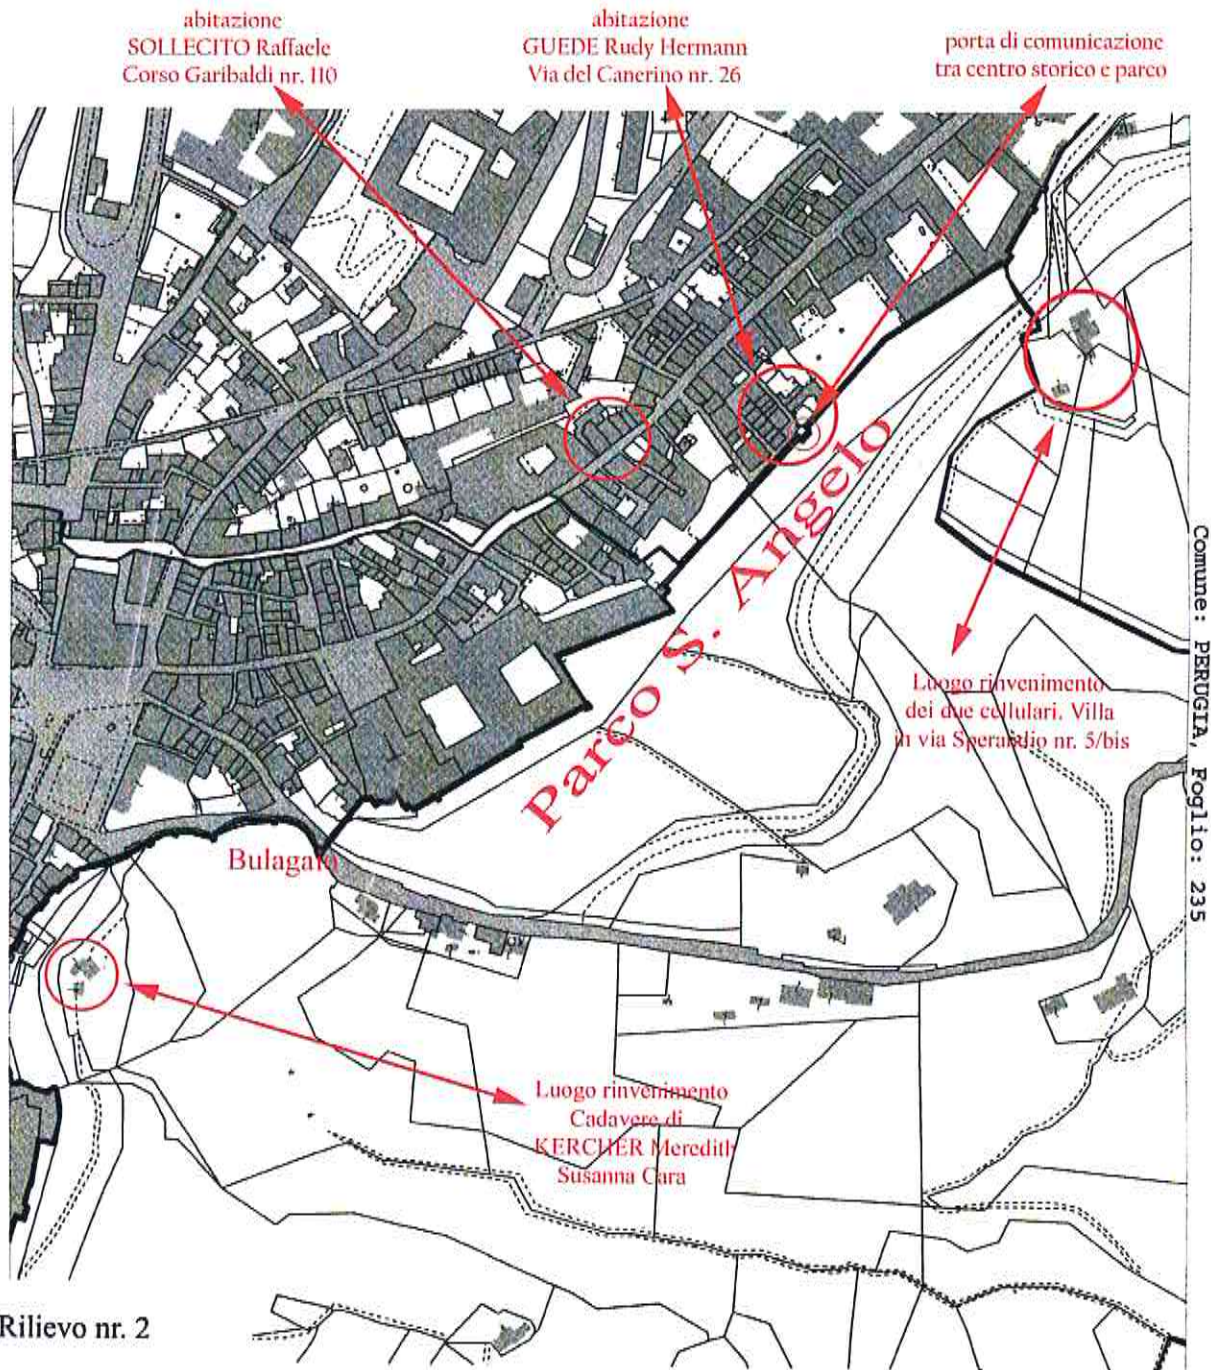 abitazione
SOLLECITO Raffaele
Corso Garibaldi nr. 110
abitazione
GUEDE Rudy Hermann
Via del Canerino nr. 26
porta di comunicazione
tra centro storico e parco
Parco S. Angelo
Comune: PERUGIA, Foglio: 235
Luogo rinvenimento
dei due cellulari. Villa
in via Sperandio nr. 5/bis
Bulagaio
Luogo rinvenimento
Cadavere di
KERCHER Meredith
Susanna Cara
Rilievo nr. 2